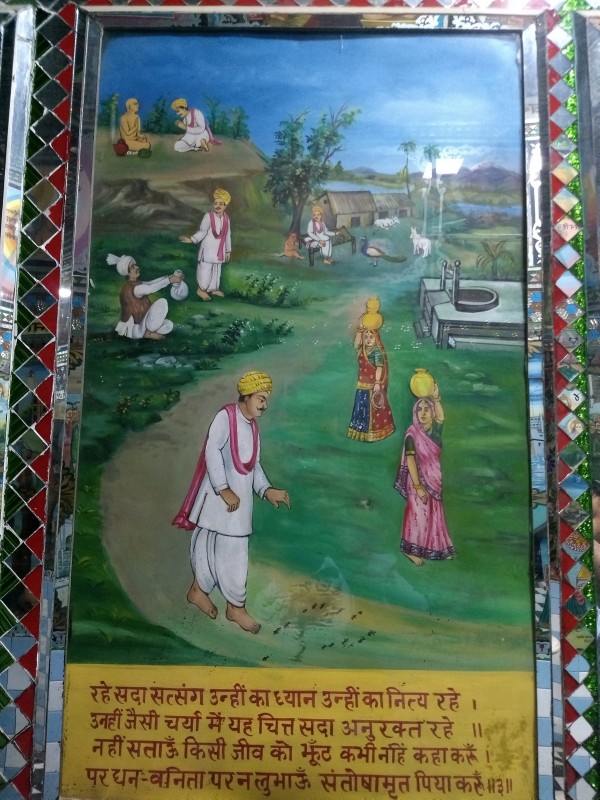 रहे सदा सत्संग उन्हीं का ध्यान उन्हीं का नित्य रहे ।
उनहीं जैसी चर्या में यह चित्त सदा अनुरक्त रहे ॥
नहीं सताऊँ किसी जीव को झूँठ कभी नहिं कहा करूँ ।
पर धन-वनिता पर न लुभाऊँ संतोषामृत पिया करूँ ॥३॥